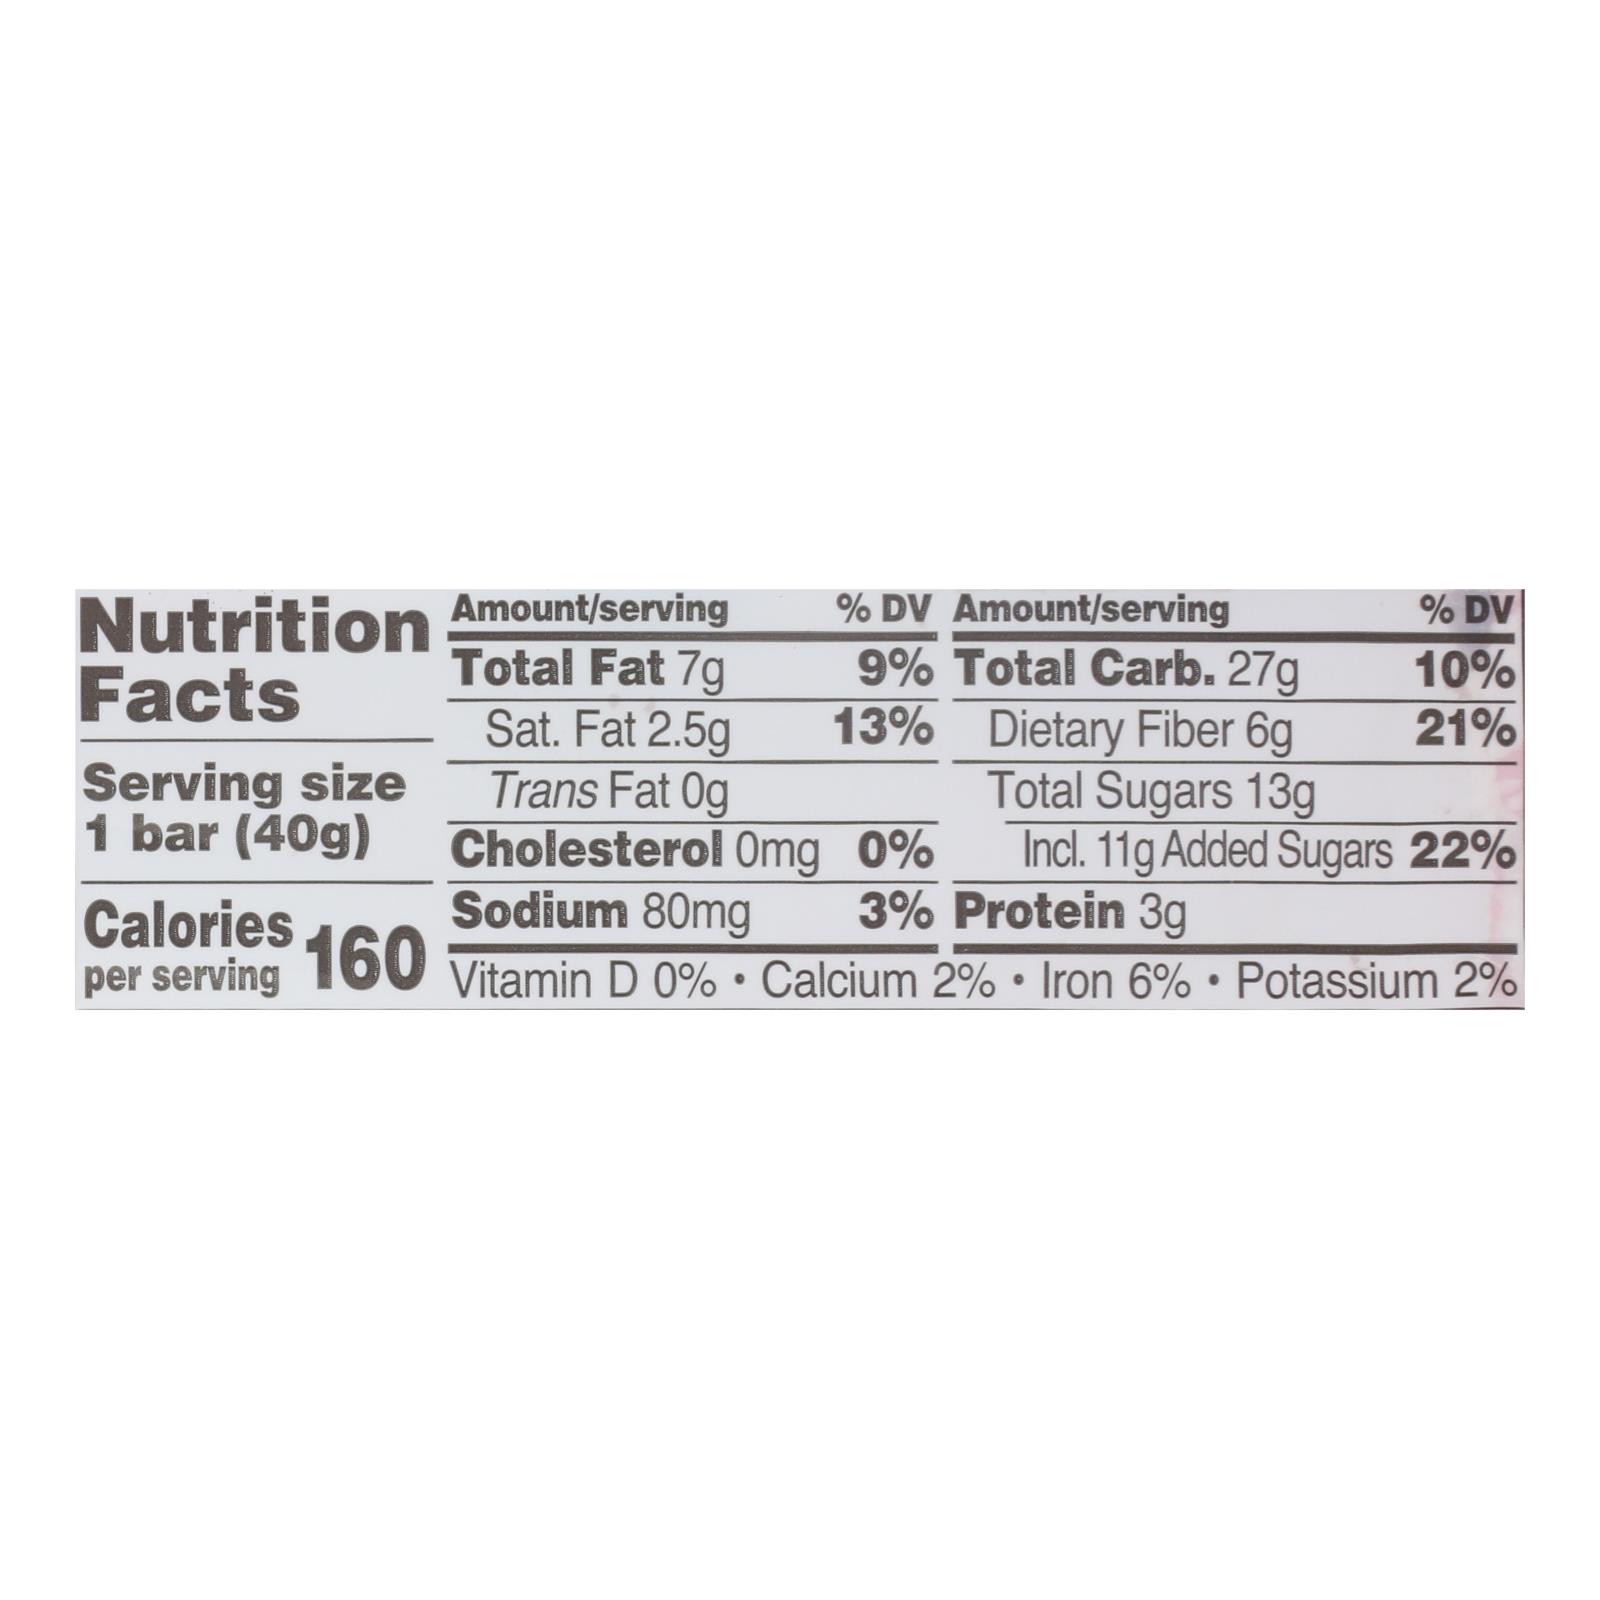 Nutrition
Facts
Serving size
1 bar (40g)
Calories
per serving
160
Amount/serving % DV
Total Fat 7g 9%
Sat. Fat 2.5g 13%
Trans Fat 0g
Cholesterol 0mg 0%
Sodium 80mg 3%
Amount/serving % DV
Total Carb. 27g 10%
Dietary Fiber 6g 21%
Total Sugars 13g
Incl. 11g Added Sugars 22%
Protein 3g
Vitamin D 0% • Calcium 2% • Iron 6% • Potassium 2%